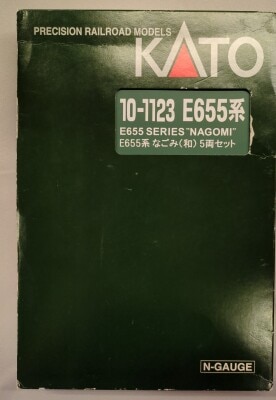 PRECISION RAILROAD MODELS
KATO
10-1123 E655系
E655 SERIES "NAGOMI"
E655系 なごみ(和) 5両セット
N-GAUGE